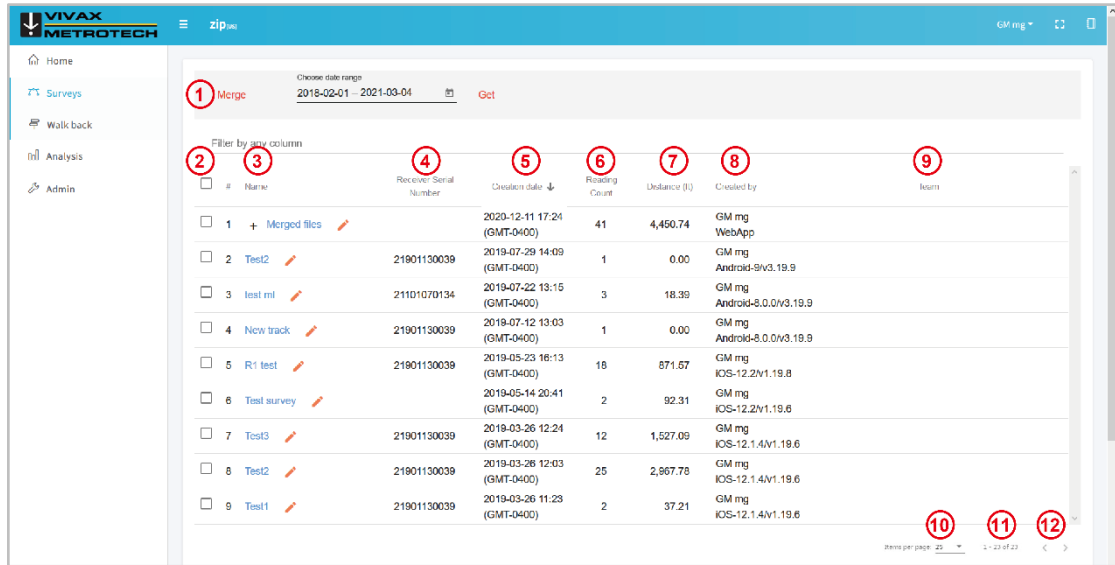 VIVAX
METROTECH
zip
GM mg
Home
Surveys
Walk back
Analysis
Admin
1 Merge
Choose date range
2018-02-01 – 2021-03-04
Get
Filter by any column
2 3 4 5 6 7 8 9
# Name Receiver Serial Number Creation date Reading Count Distance (ft) Created by Team
1 + Merged files 2020-12-11 17:24 (GMT-0400) 41 4,450.74 GM mg WebApp
2 Test2 21901130039 2019-07-29 14:09 (GMT-0400) 1 0.00 GM mg Android-9/v3.19.9
3 test ml 21101070134 2019-07-22 13:15 (GMT-0400) 3 18.39 GM mg Android-8.0.0/v3.19.9
4 New track 21901130039 2019-07-12 13:03 (GMT-0400) 1 0.00 GM mg Android-8.0.0/v3.19.9
5 R1 test 21901130039 2019-05-23 16:13 (GMT-0400) 18 871.57 GM mg iOS-12.2/v1.19.8
6 Test survey 2019-05-14 20:41 (GMT-0400) 2 92.31 GM mg iOS-12.2/v1.19.6
7 Test3 21901130039 2019-03-26 12:24 (GMT-0400) 12 1,527.09 GM mg iOS-12.1.4/v1.19.6
8 Test2 21901130039 2019-03-26 12:03 (GMT-0400) 25 2,967.78 GM mg iOS-12.1.4/v1.19.6
9 Test1 21901130039 2019-03-26 11:23 (GMT-0400) 2 37.21 GM mg iOS-12.1.4/v1.19.6
10 11 12
Items per page: 25 1 - 23 of 23